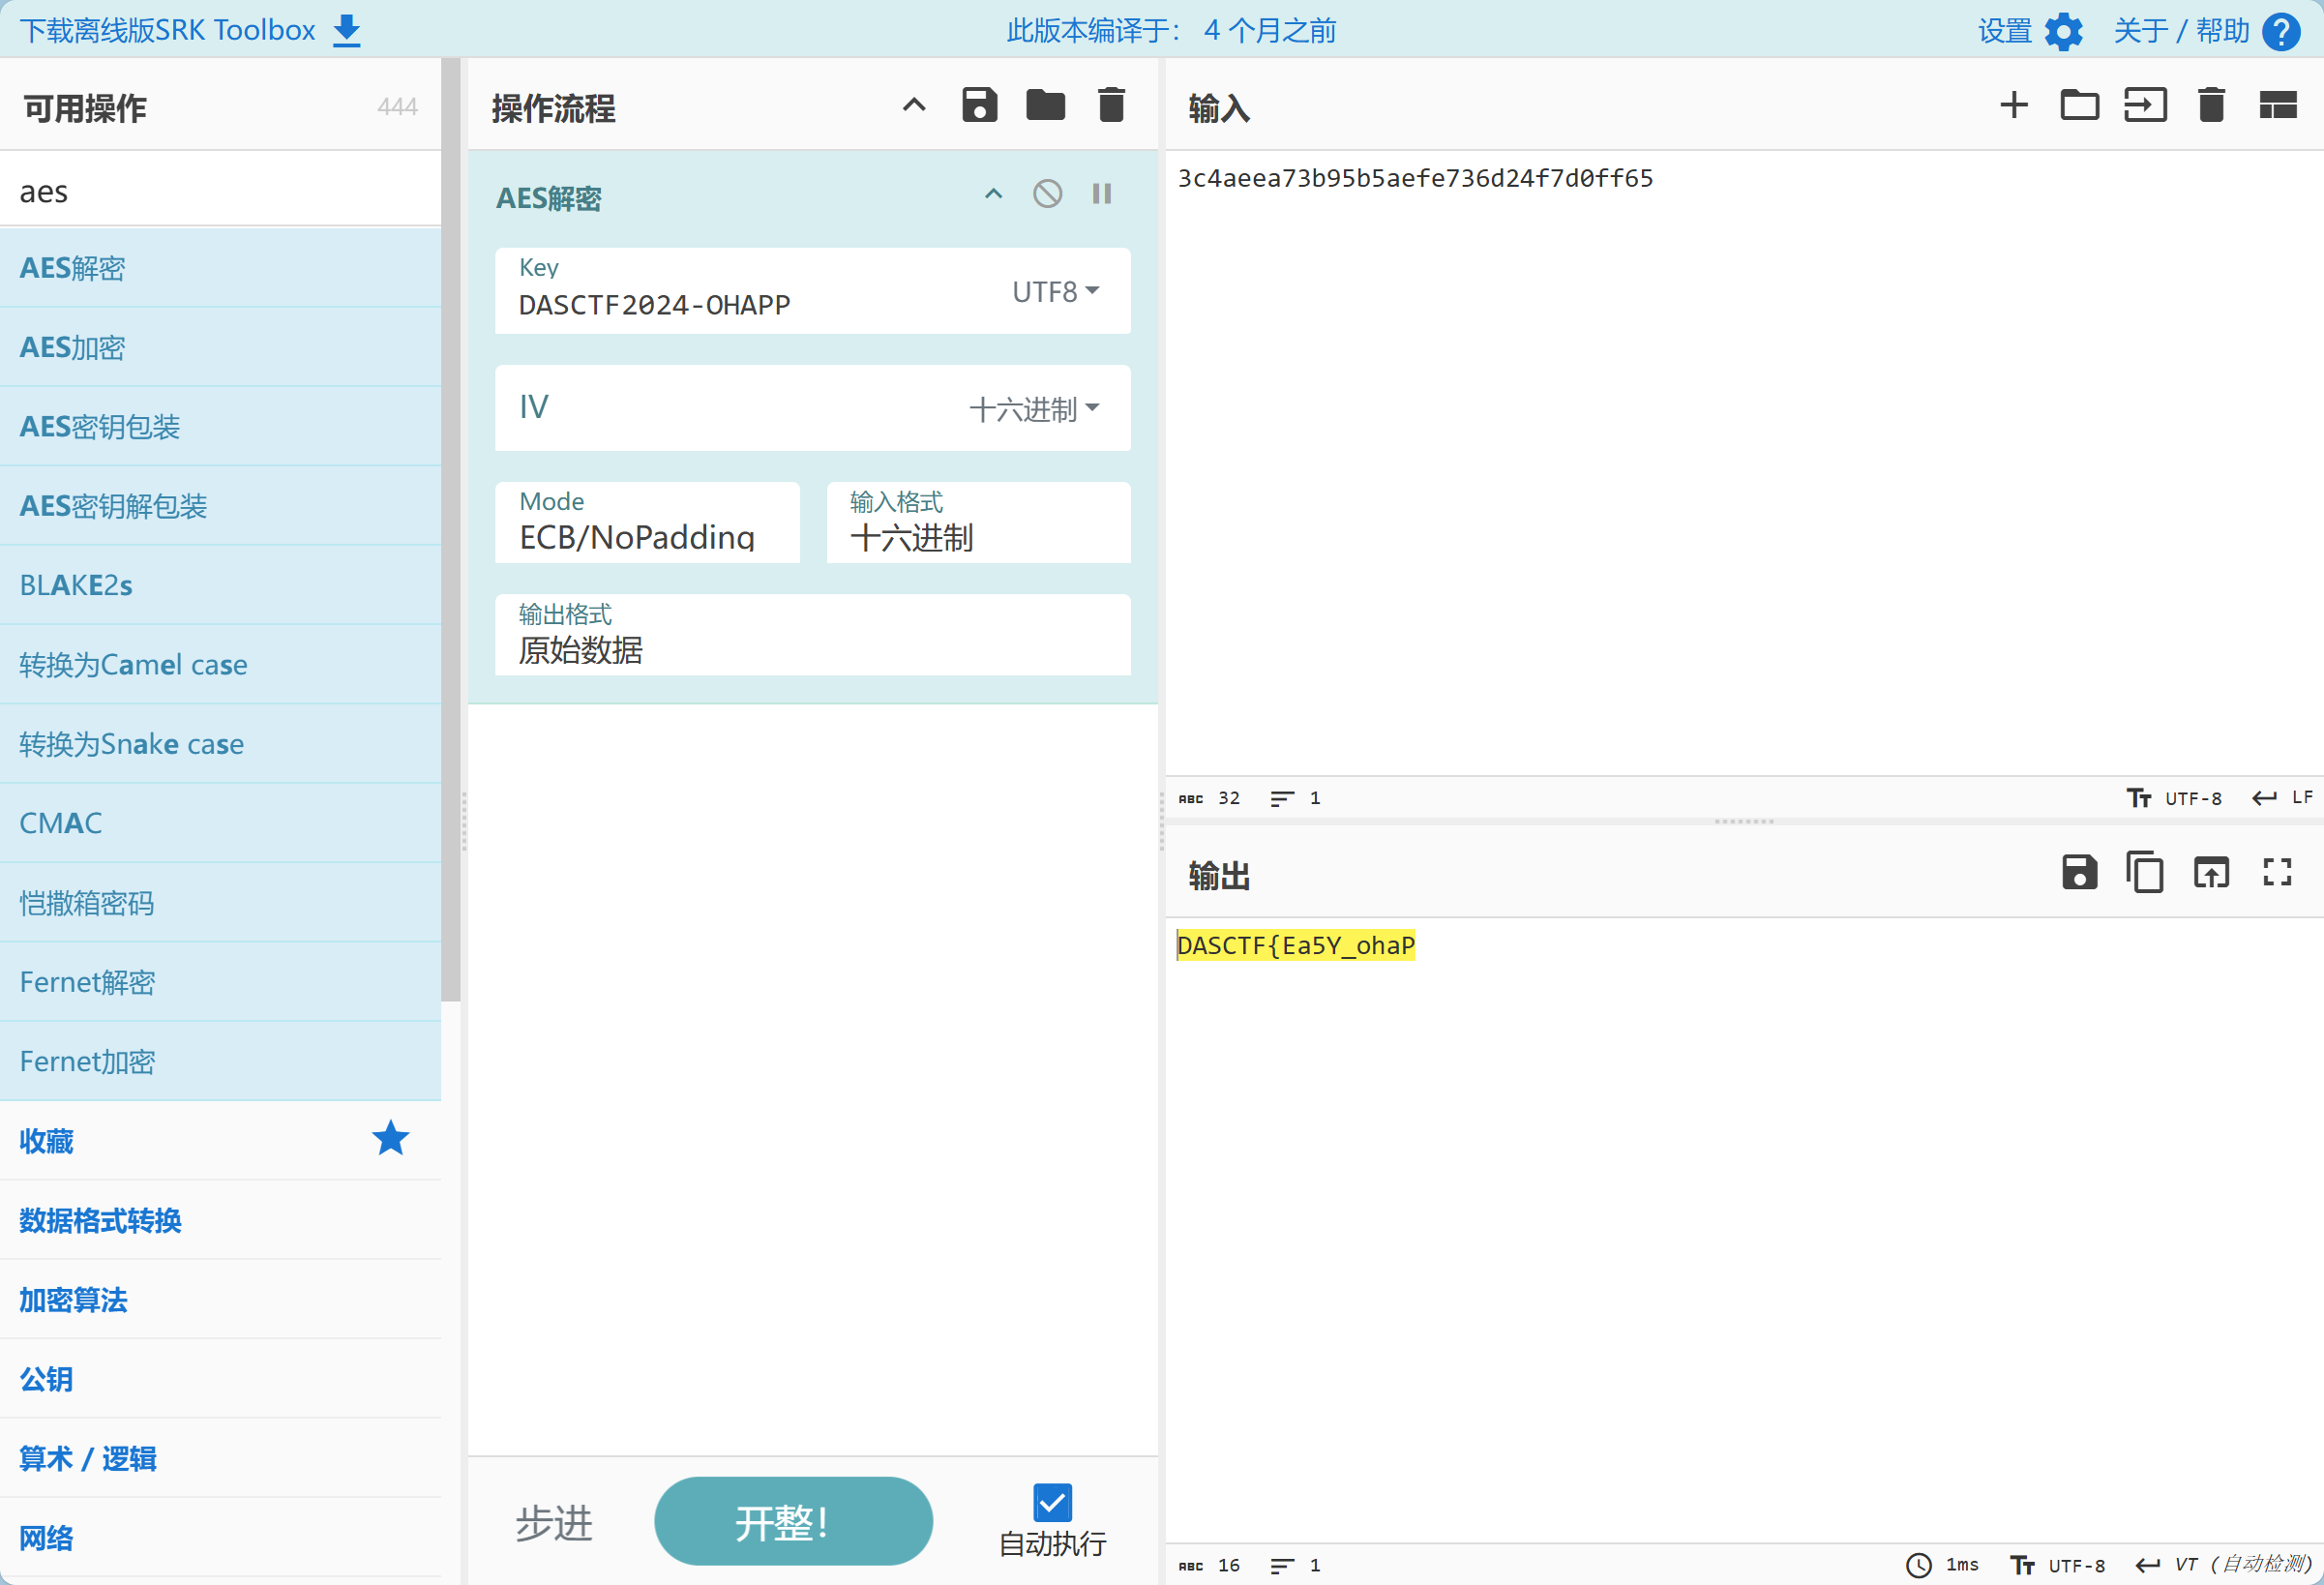 下载离线版SRK Toolbox
此版本编译于： 4 个月之前
设置
关于 / 帮助
可用操作
444
aes
AES解密
AES加密
AES密钥包装
AES密钥解包装
BLAKE2s
转换为Camel case
转换为Snake case
CMAC
恺撒箱密码
Fernet解密
Fernet加密
收藏
数据格式转换
加密算法
公钥
算术 / 逻辑
网络
操作流程
AES解密
Key
DASCTF2024-OHAPP
UTF8
IV
十六进制
Mode
ECB/NoPadding
输入格式
十六进制
输出格式
原始数据
步进
开整！
自动执行
输入
3c4aeea73b95b5aefe736d24f7d0ff65
ABC 32
1
UTF-8
LF
输出
DASCTF{Ea5Y_ohaP
ABC 16
1
1ms
UTF-8
VT (自动检测)